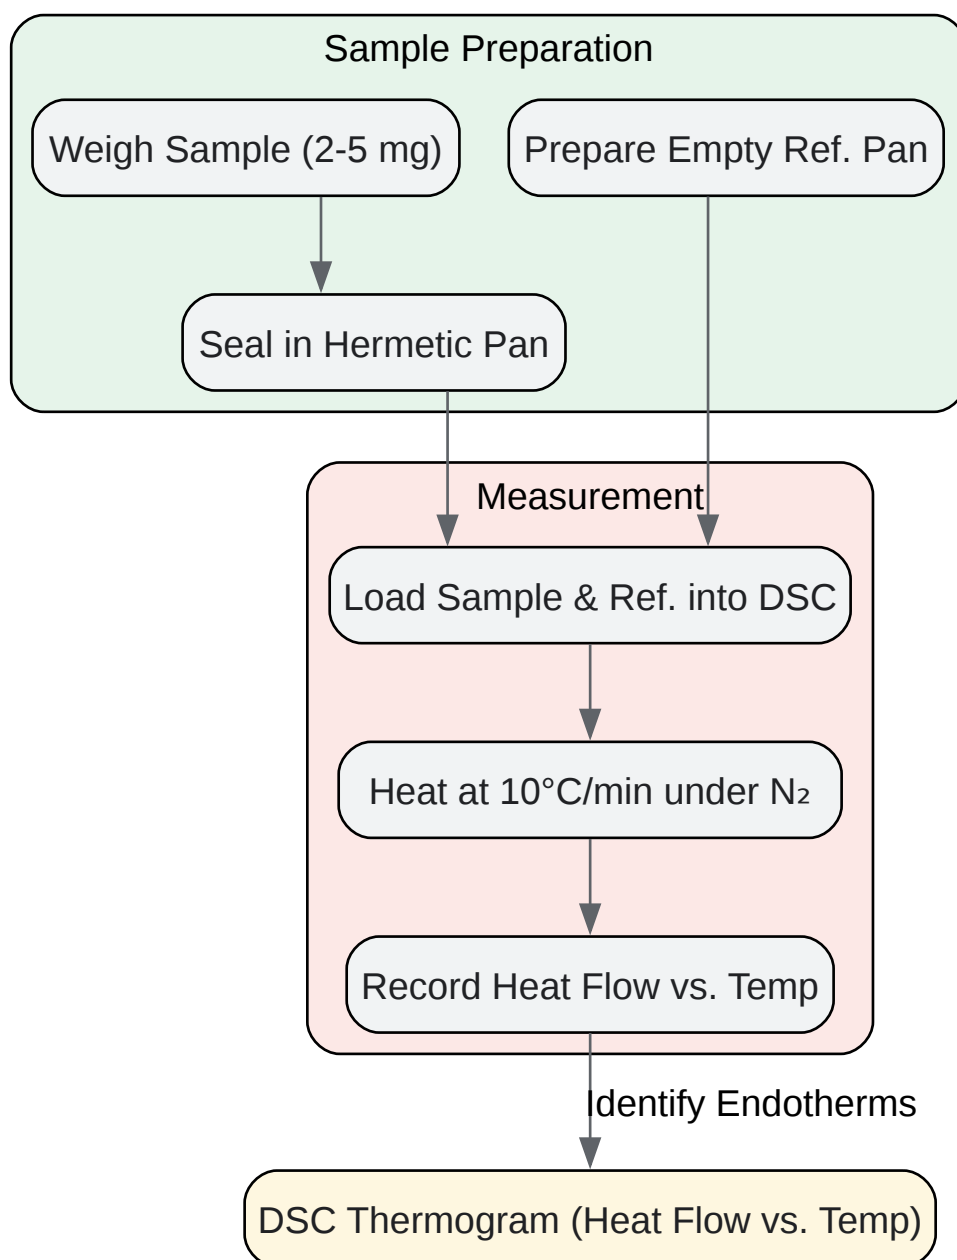 Sample Preparation
Weigh Sample (2-5 mg)
Prepare Empty Ref. Pan
Seal in Hermetic Pan
Measurement
Load Sample & Ref. into DSC
Heat at 10°C/min under N₂
Record Heat Flow vs. Temp
Identify Endotherms
DSC Thermogram (Heat Flow vs. Temp)